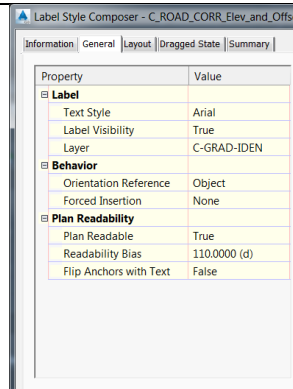 Label Style Composer - C_ROAD_CORR_Elev_and_Offs
Information General Layout Dragged State Summary
Property Value
Label
Text Style Arial
Label Visibility True
Layer C-GRAD-IDEN
Behavior
Orientation Reference Object
Forced Insertion None
Plan Readability
Plan Readable True
Readability Bias 110.0000 (d)
Flip Anchors with Text False